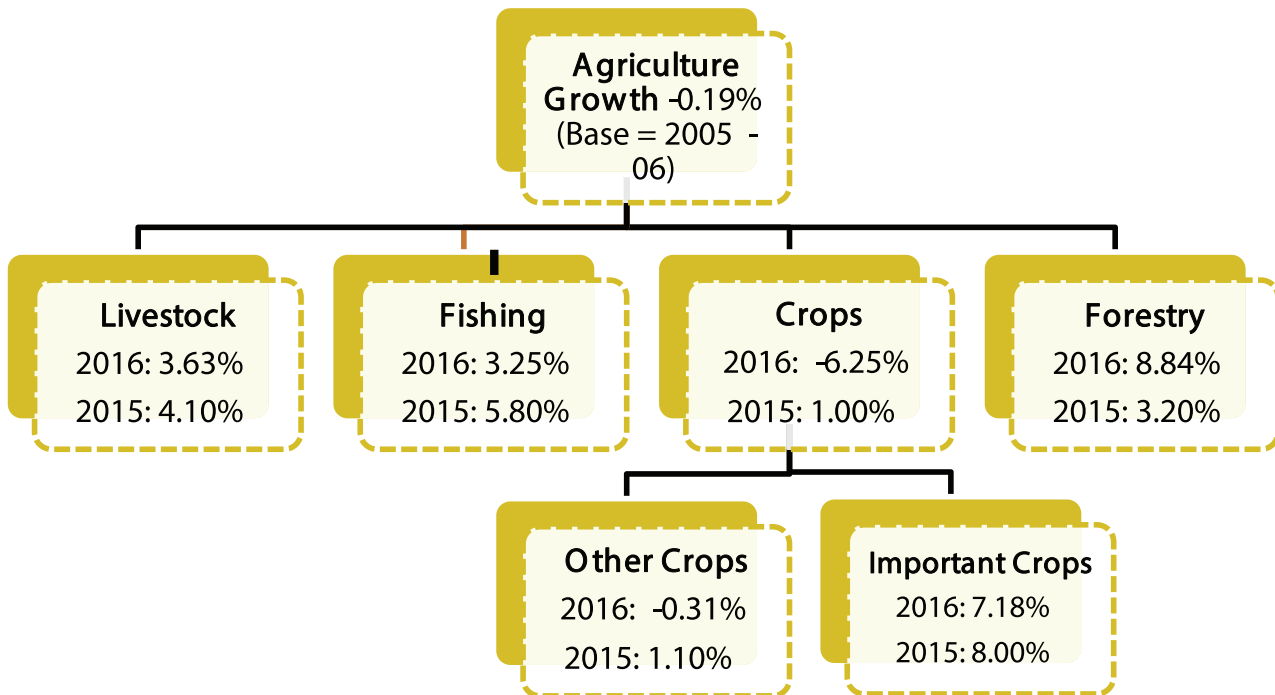 Agriculture
Growth -0.19%
(Base = 2005 -
06)
Livestock
2016: 3.63%
2015: 4.10%
Fishing
2016: 3.25%
2015: 5.80%
Crops
2016: -6.25%
2015: 1.00%
Forestry
2016: 8.84%
2015: 3.20%
Other Crops
2016: -0.31%
2015: 1.10%
Important Crops
2016: 7.18%
2015: 8.00%